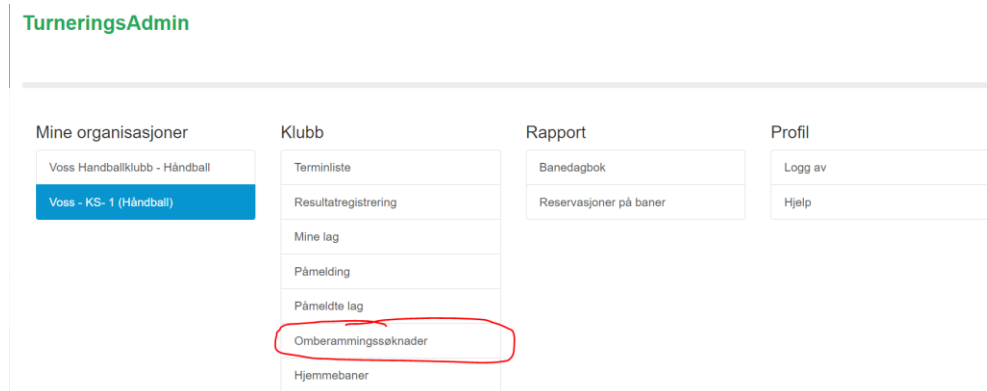 TurneringsAdmin
Mine organisasjoner
Voss Handballklubb - Håndball
Voss - KS- 1 (Håndball)
Klubb
Terminliste
Resultatregistrering
Mine lag
Påmelding
Påmeldte lag
Omberammingssøknader
Hjemmebaner
Rapport
Banedagbok
Reservasjoner på baner
Profil
Logg av
Hjelp